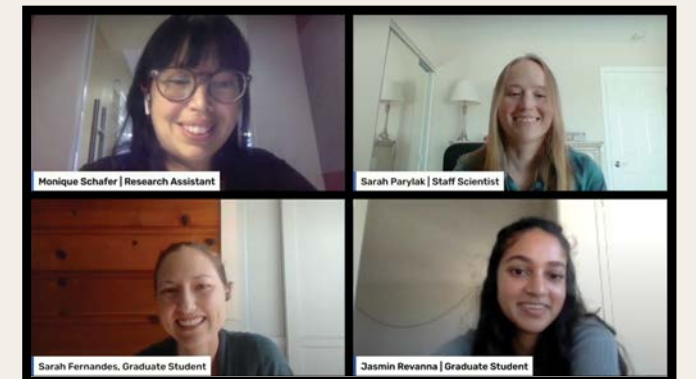 Monique Schafer | Research Assistant
Sarah Parylak | Staff Scientist
Sarah Fernandes, Graduate Student
Jasmin Revanna | Graduate Student